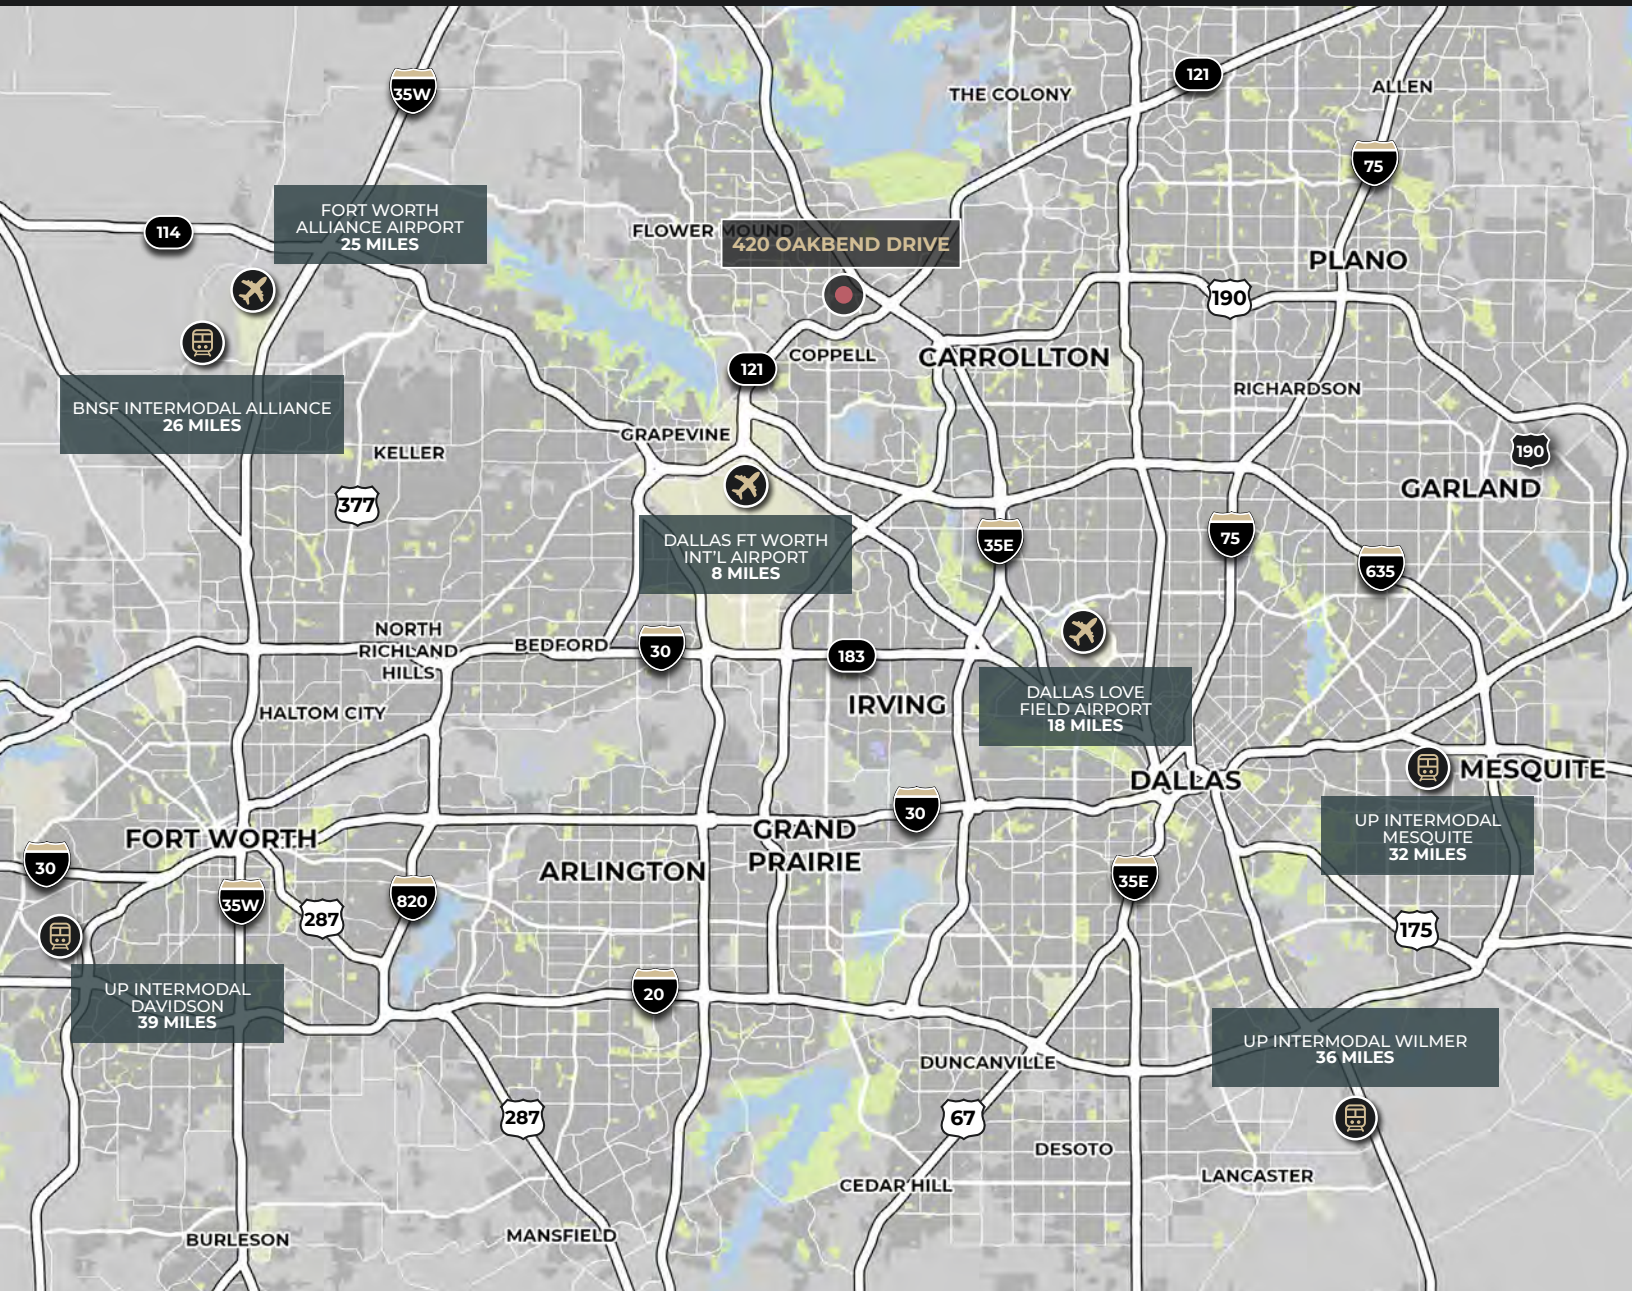 35W
121
THE COLONY
ALLEN
75
FORT WORTH
ALLIANCE AIRPORT
25 MILES
114
FLOWER MOUND
420 OAKBEND DRIVE
PLANO
190
COPPELL
CARROLLTON
121
RICHARDSON
BNSF INTERMODAL ALLIANCE
26 MILES
GRAPEVINE
KELLER
190
GARLAND
377
DALLAS FT WORTH
INT'L AIRPORT
8 MILES
35E
75
635
NORTH
RICHLAND
HILLS
BEDFORD
30
183
IRVING
DALLAS LOVE
FIELD AIRPORT
18 MILES
HALTOM CITY
DALLAS
MESQUITE
UP INTERMODAL
MESQUITE
32 MILES
30
FORT WORTH
GRAND
PRAIRIE
ARLINGTON
30
35W
287
820
35E
175
UP INTERMODAL
DAVIDSON
39 MILES
20
UP INTERMODAL WILMER
36 MILES
DUNCANVILLE
287
67
DESOTO
LANCASTER
CEDAR HILL
BURLESON
MANSFIELD